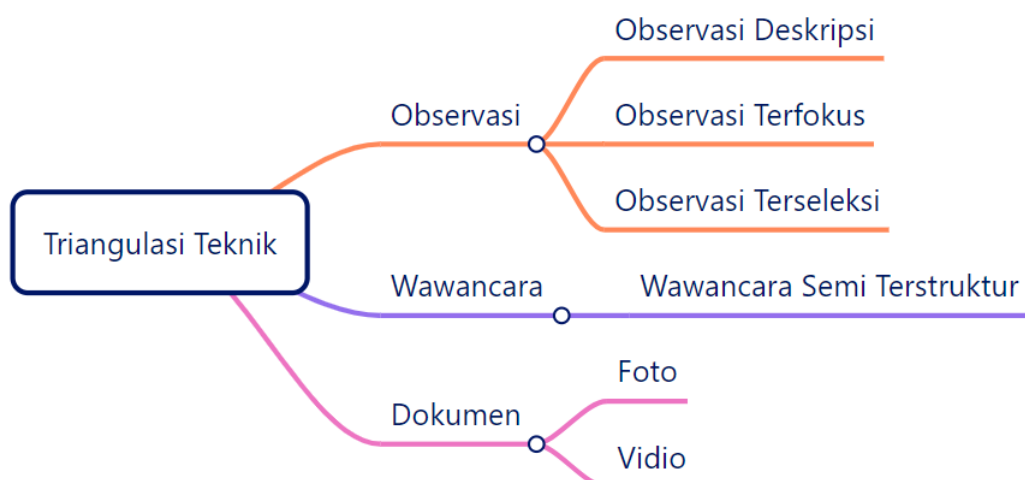 Triangulasi Teknik
Observasi
Observasi Deskripsi
Observasi Terfokus
Observasi Terseleksi
Wawancara
Wawancara Semi Terstruktur
Dokumen
Foto
Vidio